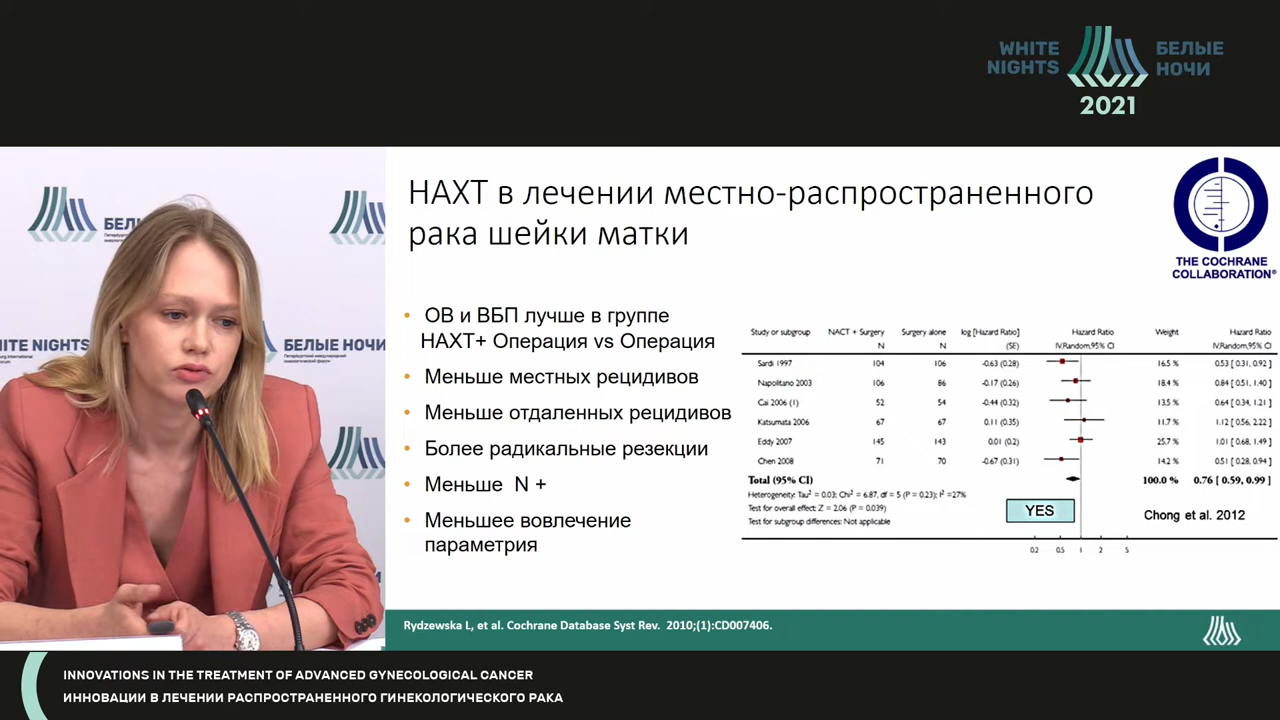 WHITE NIGHTS
БЕЛЫЕ НОЧИ
2021
НАХТ в лечении местно-распространенного
рака шейки матки
THE COCHRANE
COLLABORATION®
• ОВ и ВБП лучше в группе
НАХТ+ Операция vs Операция
• Меньше местных рецидивов
• Меньше отдаленных рецидивов
• Более радикальные резекции
• Меньше N +
• Меньшее вовлечение
параметрия
Study or subgroup NACT + Surgery Surgery alone log [Hazard Ratio] Hazard Ratio Weight Hazard Ratio
N N (SE) IV,Random,95% CI IV,Random,95% CI
Sardi 1997 104 106 -0.63 (0.28) 16.5 % 0.53 [ 0.31, 0.92 ]
Napolitano 2003 106 86 -0.17 (0.26) 18.4 % 0.84 [ 0.51, 1.40 ]
Cai 2006 (1) 52 54 -0.44 (0.32) 13.5 % 0.64 [ 0.34, 1.21 ]
Katsumata 2006 67 67 0.11 (0.35) 11.7 % 1.12 [ 0.56, 2.22 ]
Eddy 2007 145 143 0.01 (0.2) 25.7 % 1.01 [ 0.68, 1.49 ]
Chen 2008 71 70 -0.67 (0.31) 14.2 % 0.51 [ 0.28, 0.94 ]
Total (95% CI) 100.0 % 0.76 [ 0.59, 0.99 ]
Heterogeneity: Tau² = 0.03; Chi² = 6.87, df = 5 (P = 0.23); I² =27%
Test for overall effect: Z = 2.06 (P = 0.039)
Test for subgroup differences: Not applicable
YES
Chong et al. 2012
0.2 0.5 1 2 5
Rydzewska L, et al. Cochrane Database Syst Rev. 2010;(1):CD007406.
БЕЛЫ
HITE NIGHTS
БЕЛЫЕ НОЧИ
INNOVATIONS IN THE TREATMENT OF ADVANCED GYNECOLOGICAL CANCER
ИННОВАЦИИ В ЛЕЧЕНИИ РАСПРОСТРАНЕННОГО ГИНЕКОЛОГИЧЕСКОГО РАКА